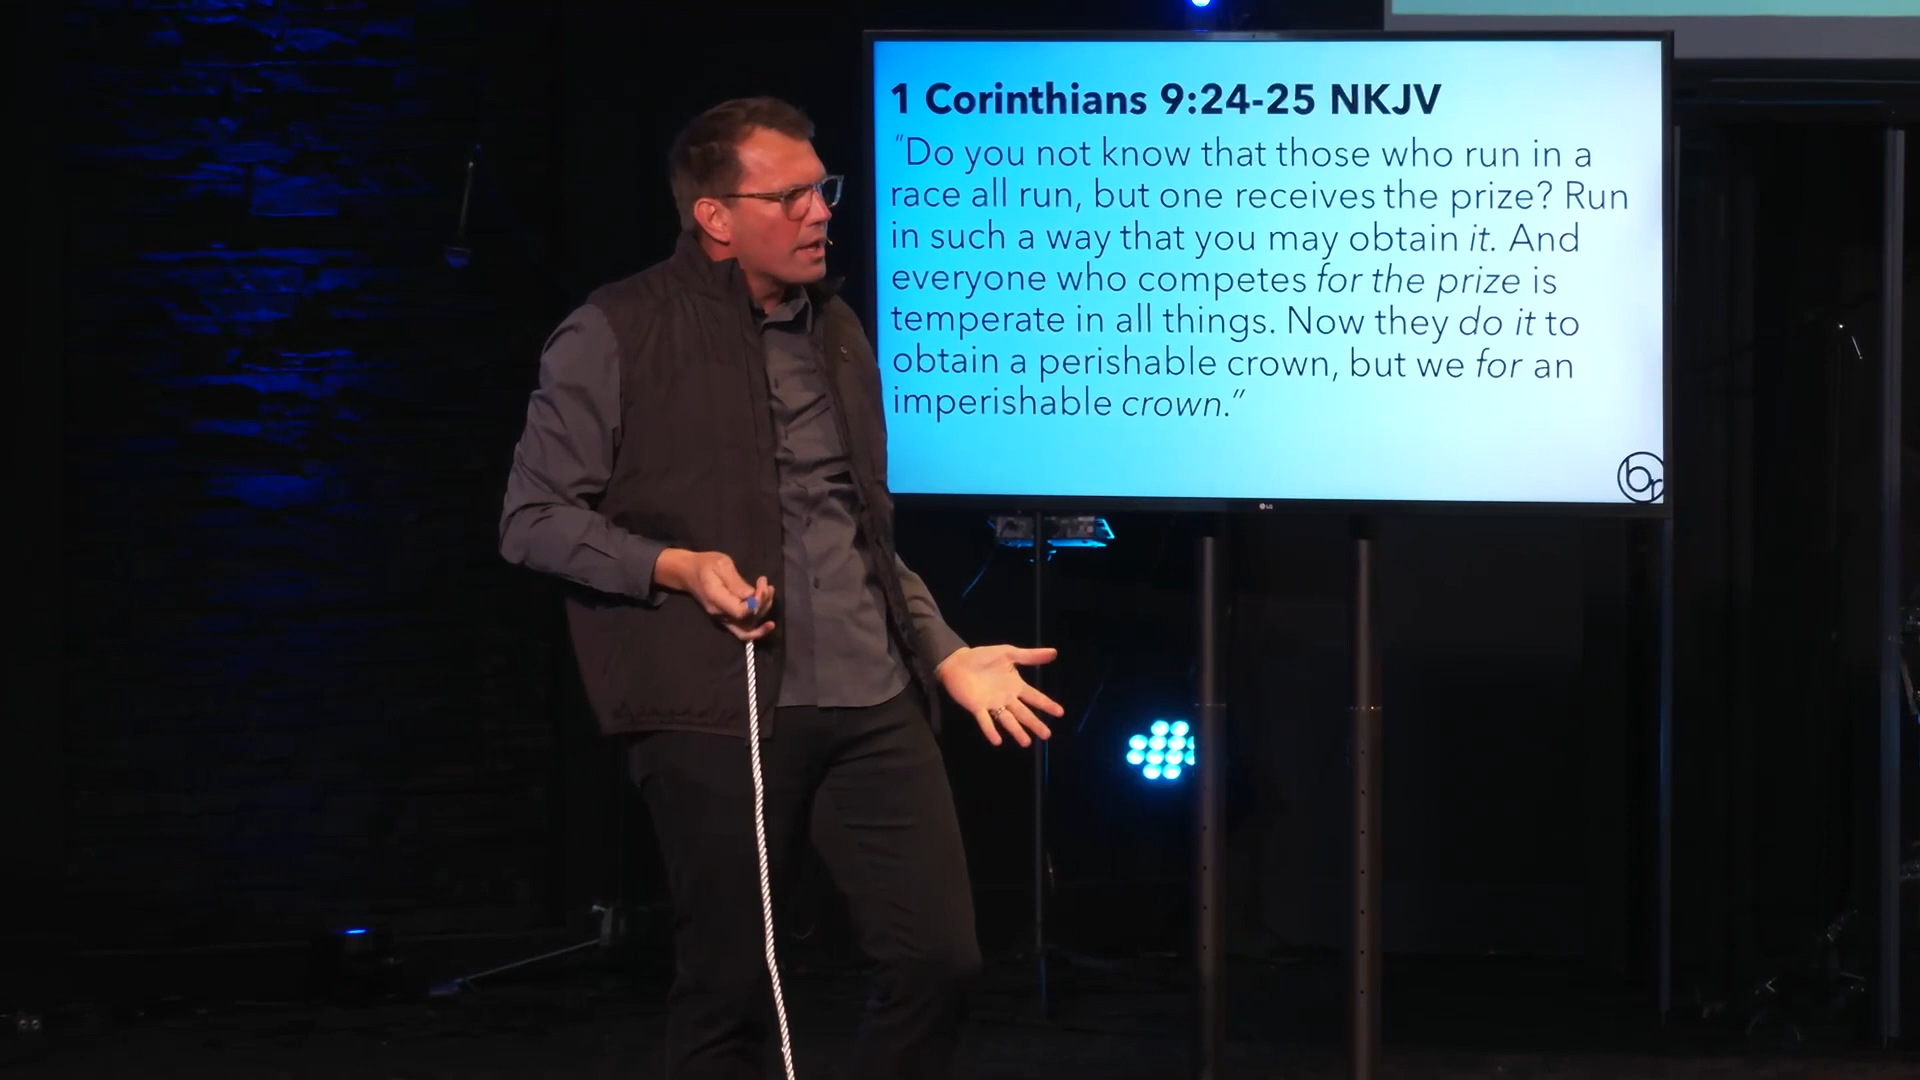 1 Corinthians 9:24-25 NKJV
"Do you not know that those who run in a
race all run, but one receives the prize? Run
in such a way that you may obtain it. And
everyone who competes for the prize is
temperate in all things. Now they do it to
obtain a perishable crown, but we for an
imperishable crown."
br
LG